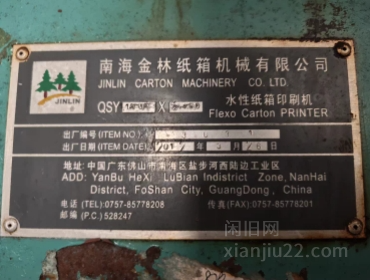 南海金林纸箱机械有限公司
JINLIN CARTON MACHINERY CO. LTD.
JINLIN
QSY X 水性纸箱印刷机
Flexo Carton PRINTER
出厂编号(ITEM NO.)
出厂日期(DATE)
地址:中国广东佛山市南海区盐步河西陆边工业区
ADD: YanBu HeXi LuBian Indistrict Zone,NanHai
District, FoShan City, GuangDong, China
电话(TEL):0757-85778208 传真(FAX):0757-85778201
邮编(P.C.) 528247
闲旧网
xianjiu22.com